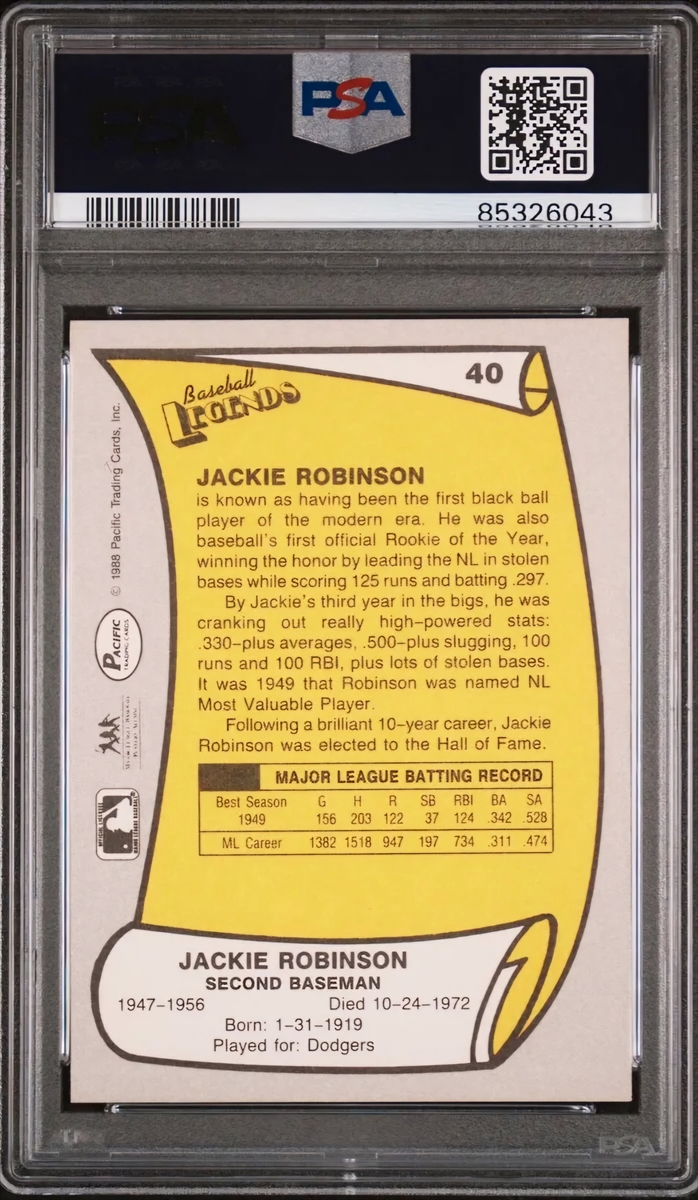 PSA
85326043
40
Baseball
LEGENDS
JACKIE ROBINSON
is known as having been the first black ball
player of the modern era. He was also
baseball's first official Rookie of the Year,
winning the honor by leading the NL in stolen
bases while scoring 125 runs and batting .297.
By Jackie's third year in the bigs, he was
cranking out really high-powered stats:
.330-plus averages, .500-plus slugging, 100
runs and 100 RBI, plus lots of stolen bases.
It was 1949 that Robinson was named NL
Most Valuable Player.
Following a brilliant 10-year career, Jackie
Robinson was elected to the Hall of Fame.
MAJOR LEAGUE BATTING RECORD
Best Season G H R SB RBI BA SA
1949 156 203 122 37 124 .342 .528
ML Career 1382 1518 947 197 734 .311 .474
JACKIE ROBINSON
SECOND BASEMAN
1947-1956 Died 10-24-1972
Born: 1-31-1919
Played for: Dodgers
© 1988 Pacific Trading Cards, Inc.
PACIFIC
TRADING CARDS
PSA